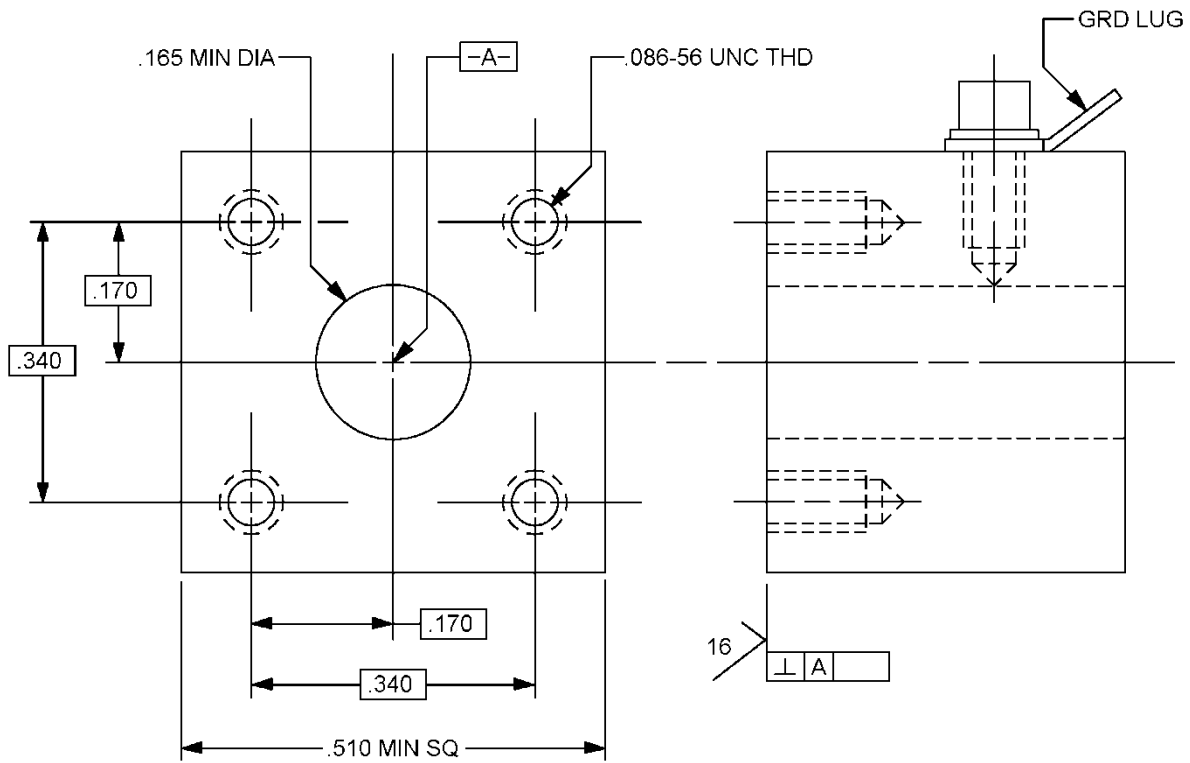 GRD LUG
.165 MIN DIA
-A-
.086-56 UNC THD
.170
.340
.170
.340
.510 MIN SQ
16
⊥ A